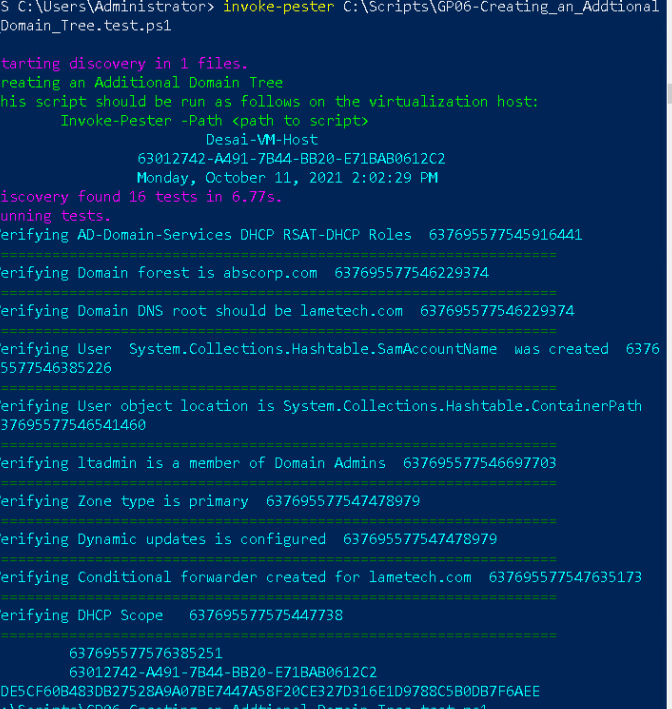 S C:\Users\Administrator> invoke-pester C:\Scripts\GP06-Creating_an_Addtional
_Domain_Tree.test.ps1
tarting discovery in 1 files.
reating an Additional Domain Tree
his script should be run as follows on the virtualization host:
Invoke-Pester -Path <path to script>
Desai-VM-Host
63012742-A491-7B44-BB20-E71BAB0612C2
Monday, October 11, 2021 2:02:29 PM
iscovery found 16 tests in 6.77s.
unning tests.
erifying AD-Domain-Services DHCP RSAT-DHCP Roles  637695577545916441
=================================================================
erifying Domain forest is abscorp.com  637695577546229374
=================================================================
erifying Domain DNS root should be lametech.com  637695577546229374
=================================================================
erifying User  System.Collections.Hashtable.SamAccountName  was created  6376
5577546385226
=================================================================
erifying User object location is System.Collections.Hashtable.ContainerPath
37695577546541460
=================================================================
erifying ltadmin is a member of Domain Admins  637695577546697703
=================================================================
erifying Zone type is primary  637695577547478979
=================================================================
erifying Dynamic updates is configured  637695577547478979
=================================================================
erifying Conditional forwarder created for lametech.com  637695577547635173
=================================================================
erifying DHCP Scope   637695577575447738
=================================================================
637695577576385251
63012742-A491-7B44-BB20-E71BAB0612C2
DE5CF60B483DB27528A9A07BE7447A58F20CE327D316E1D9788C5B0DB7F6AEE
:\Scripts\GP06-Creating_an_Addtional_Domain_Tree.test.ps1